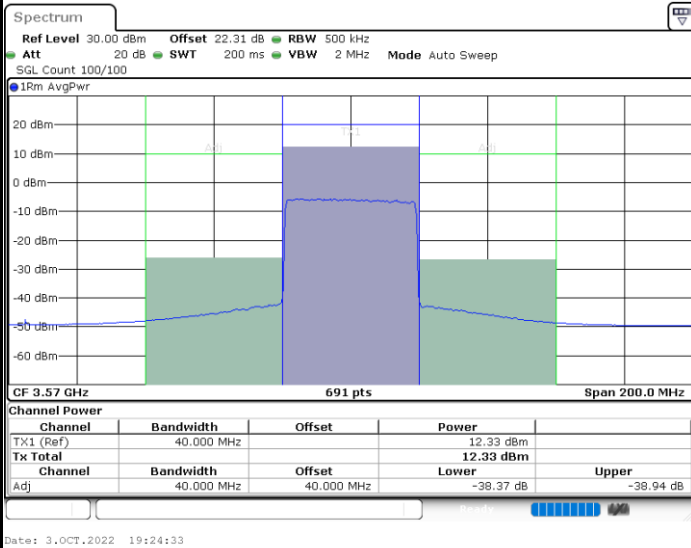 Spectrum
Ref Level 30.00 dBm Offset 22.31 dB RBW 500 kHz
Att 20 dB SWT 200 ms VBW 2 MHz Mode Auto Sweep
SGL Count 100/100
1Rm AvgPwr
20 dBm
TX1
Adj Adj
10 dBm
0 dBm
-10 dBm
-20 dBm
-30 dBm
-40 dBm
-50 dBm
-60 dBm
CF 3.57 GHz 691 pts Span 200.0 MHz
Channel Power
Channel Bandwidth Offset Power
TX1 (Ref) 40.000 MHz 12.33 dBm
Tx Total 12.33 dBm
Channel Bandwidth Offset Lower Upper
Adj 40.000 MHz 40.000 MHz -38.37 dB -38.94 dB
Ready
Date: 3.OCT.2022 19:24:33